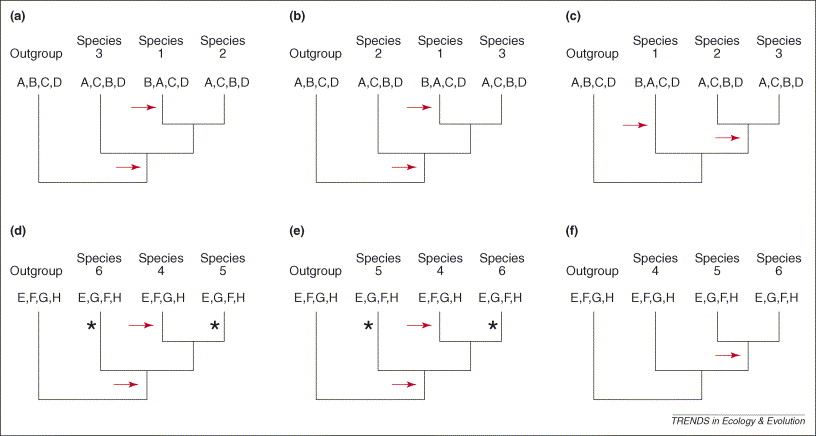 (a) (b) (c)
Outgroup Species 3 Species 1 Species 2
A,B,C,D A,C,B,D B,A,C,D A,C,B,D
Outgroup Species 2 Species 1 Species 3
A,B,C,D A,C,B,D B,A,C,D A,C,B,D
Outgroup Species 1 Species 2 Species 3
A,B,C,D B,A,C,D A,C,B,D A,C,B,D
(d) (e) (f)
Outgroup Species 6 Species 4 Species 5
E,F,G,H E,G,F,H E,F,G,H E,G,F,H
* *
Outgroup Species 5 Species 4 Species 6
E,F,G,H E,G,F,H E,F,G,H E,G,F,H
* *
Outgroup Species 4 Species 5 Species 6
E,F,G,H E,F,G,H E,G,F,H E,G,F,H
TRENDS in Ecology & Evolution